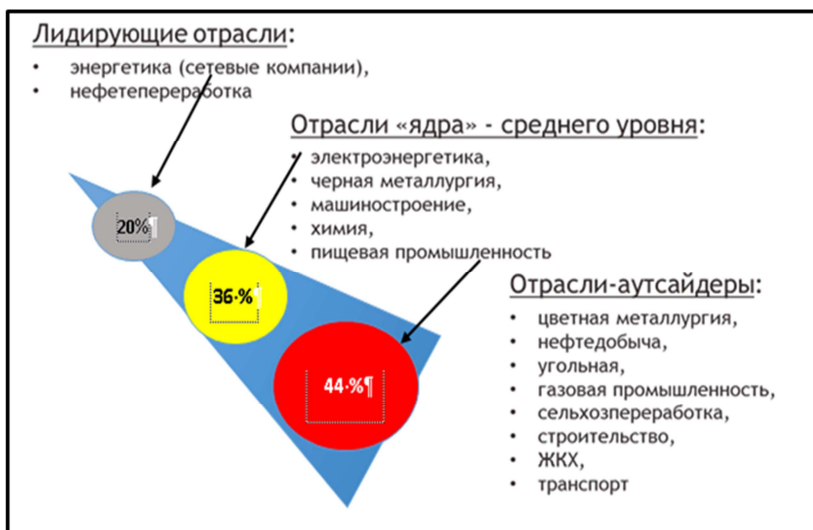 Лидирующие отрасли:
• энергетика (сетевые компании),
• нефетепереработка
Отрасли «ядра» - среднего уровня:
• электроэнергетика,
• черная металлургия,
• машиностроение,
• химия,
• пищевая промышленность
20%¶
36·%¶
44·%¶
Отрасли-аутсайдеры:
• цветная металлургия,
• нефтедобыча,
• угольная,
• газовая промышленность,
• сельхозпереработка,
• строительство,
• ЖКХ,
• транспорт